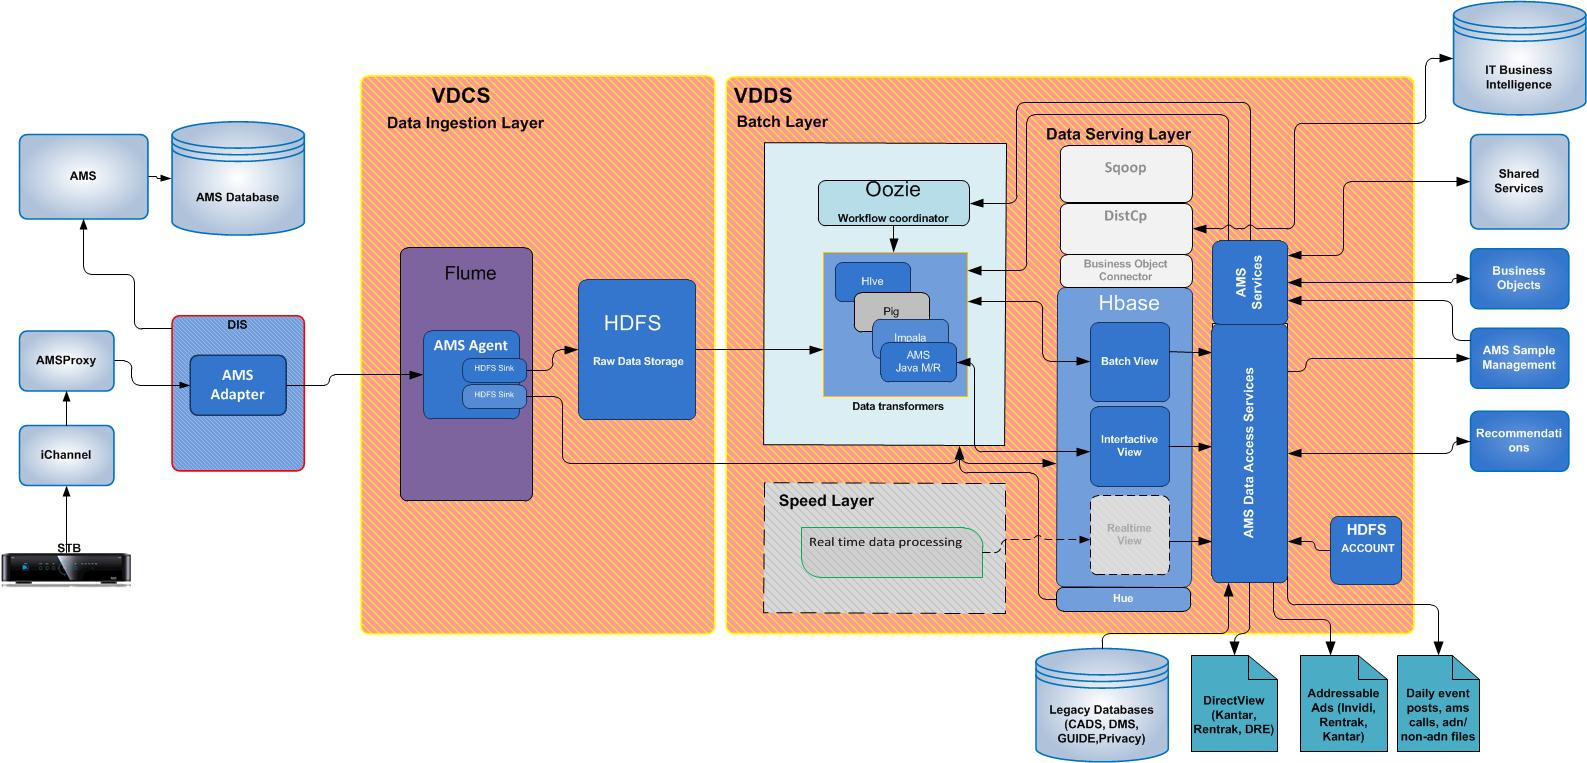 AMS
AMS Database
DIS
AMS
Adapter
AMSProxy
iChannel
STB
VDCS
Data Ingestion Layer
Flume
AMS Agent
HDFS Sink
HDFS Sink
HDFS
Raw Data Storage
VDDS
Batch Layer
Oozie
Workflow coordinator
HIve
Pig
Impala
AMS
Java M/R
Data transformers
Speed Layer
Real time data processing
Data Serving Layer
Sqoop
DistCp
Business Object
Connector
Hbase
Batch View
Intertactive
View
Realtime
View
Hue
AMS
Services
AMS Data Access Services
HDFS
ACCOUNT
IT Business
Intelligence
Shared
Services
Business
Objects
AMS Sample
Management
Recommendati
ons
Legacy Databases
(CADS, DMS,
GUIDE,Privacy)
DirectView
(Kantar,
Rentrak, DRE)
Addressable
Ads (Invidi,
Rentrak,
Kantar)
Daily event
posts, ams
calls, adn/
non-adn files